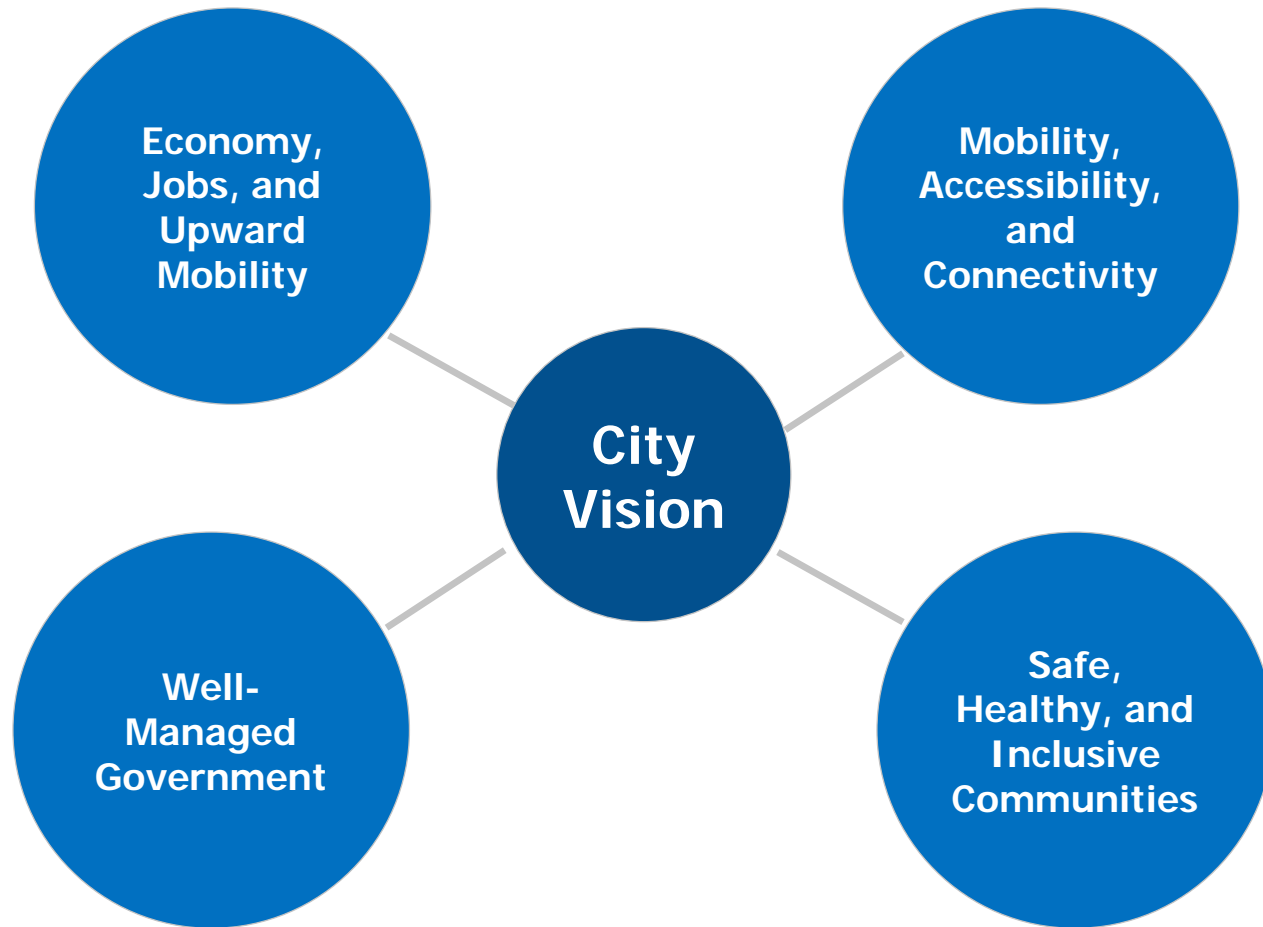 Economy,
Jobs, and
Upward
Mobility
Mobility,
Accessibility,
and
Connectivity
City
Vision
Well-
Managed
Government
Safe,
Healthy, and
Inclusive
Communities